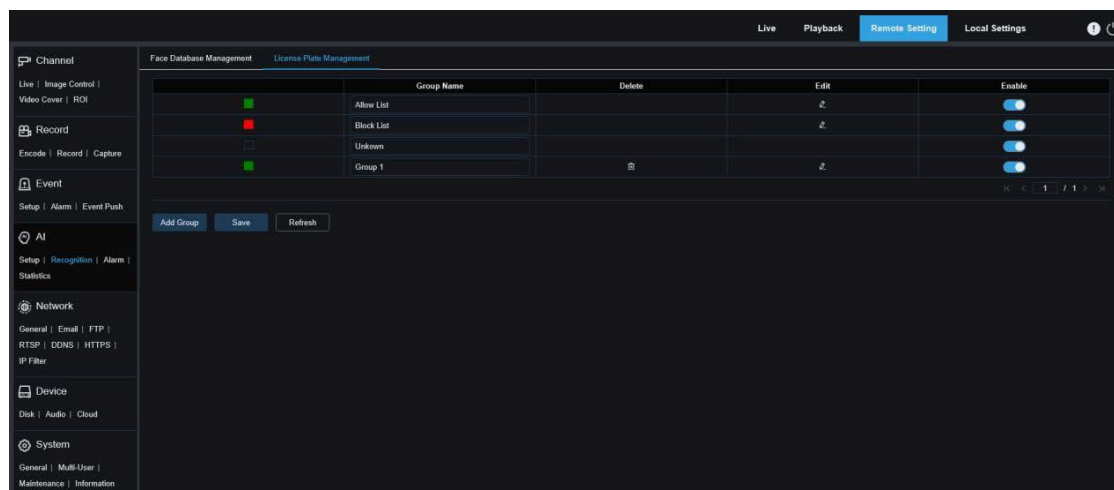 Live Playback Remote Setting Local Settings
Channel
Live | Image Control |
Video Cover | ROI
Record
Encode | Record | Capture
Event
Setup | Alarm | Event Push
AI
Setup | Recognition | Alarm |
Statistics
Network
General | Email | FTP |
RTSP | DDNS | HTTPS |
IP Filter
Device
Disk | Audio | Cloud
System
General | Multi-User |
Maintenance | Information
Face Database Management License Plate Management
Group Name Delete Edit Enable
Allow List
Block List
Unkown
Group 1
1 / 1
Add Group Save Refresh